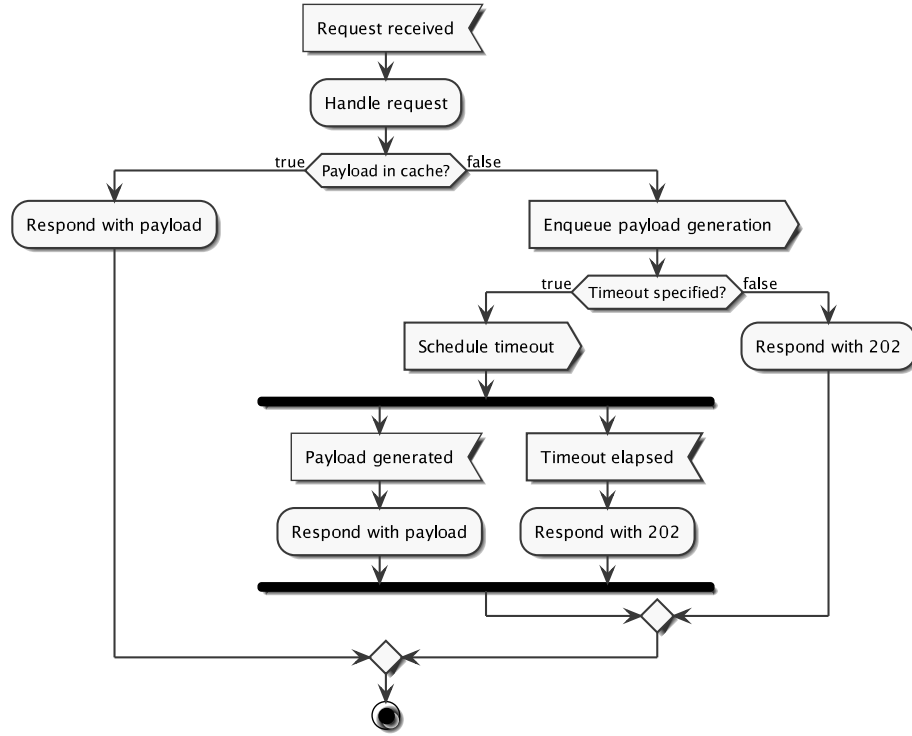 Request received
Handle request
true
Payload in cache?
false
Respond with payload
Enqueue payload generation
true
Timeout specified?
false
Schedule timeout
Respond with 202
Payload generated
Timeout elapsed
Respond with payload
Respond with 202